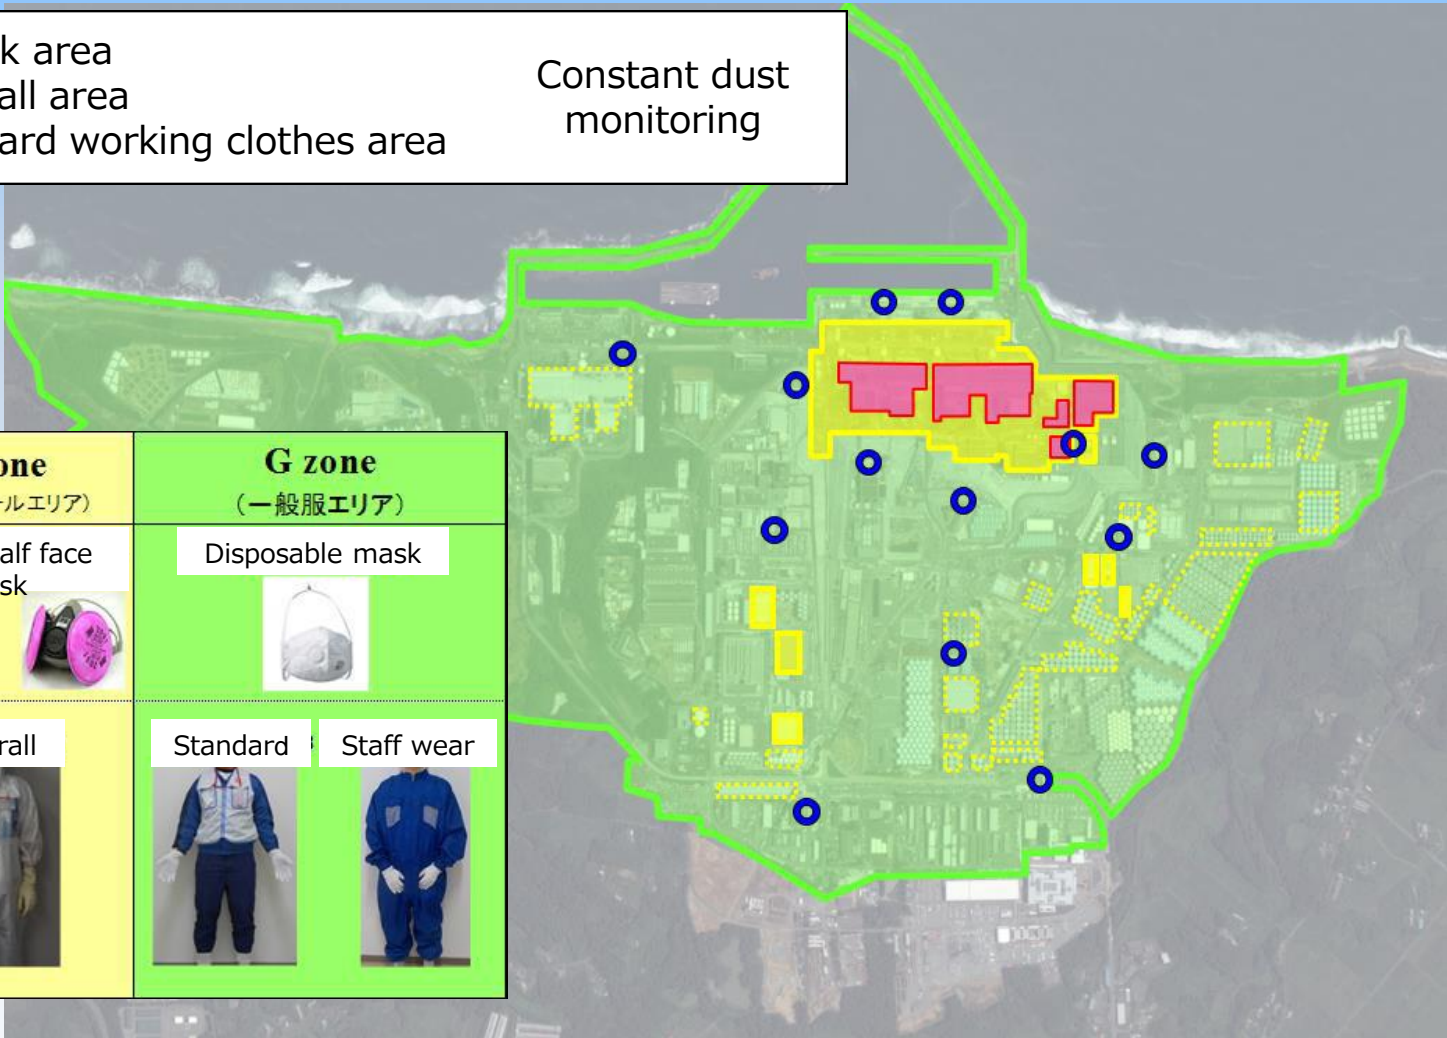 k area
all area
ard working clothes area
Constant dust
monitoring
one
ールエリア)
alf face
sk
rall
G zone
(一般服エリア)
Disposable mask
Standard
Staff wear